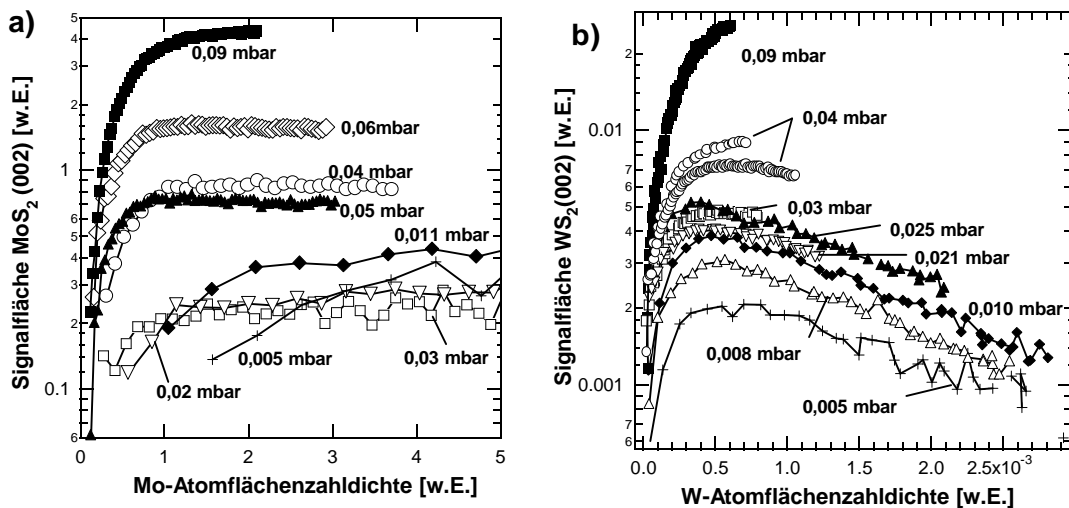 a)
Signalfläche MoS2 (002) [w.E.]
5
4
3
2
1
8
7
6
5
4
3
2
0.1
8
6
0,09 mbar
0,06mbar
0,04 mbar
0,05 mbar
0,011 mbar
0,02 mbar
0,005 mbar
0,03 mbar
0
1
2
3
4
5
Mo-Atomflächenzahldichte [w.E.]
b)
Signalfläche WS2(002) [w.E.]
2
0.01
7
6
5
4
3
2
0.001
7
6
0,09 mbar
0,04 mbar
0,03 mbar
0,025 mbar
0,021 mbar
0,010 mbar
0,008 mbar
0,005 mbar
0.0
0.5
1.0
1.5
2.0
2.5x10-3
W-Atomflächenzahldichte [w.E.]